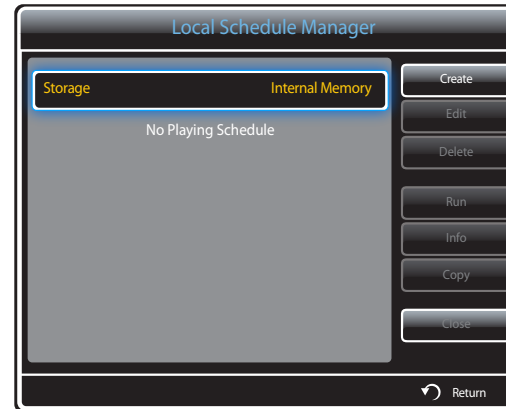 Local Schedule Manager
Storage Internal Memory
No Playing Schedule
Create
Edit
Delete
Run
Info
Copy
Close
Return